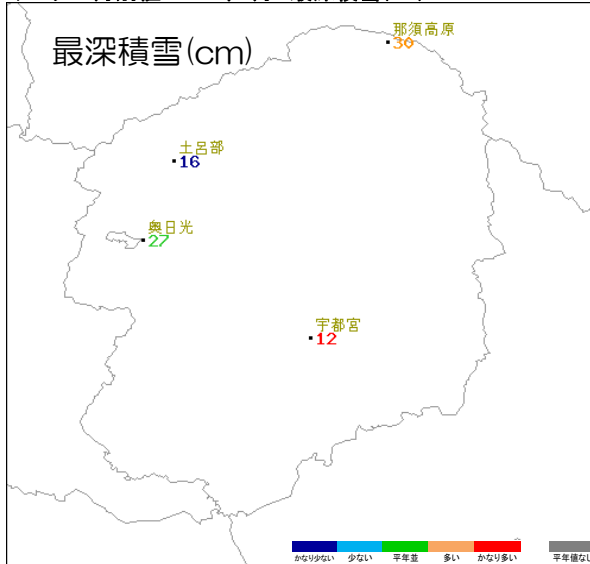 最深積雪(cm)
那須高原
30
土呂部
16
奥日光
27
宇都宮
12
かなり少ない 少ない 平年並 多い かなり多い 平年値なし